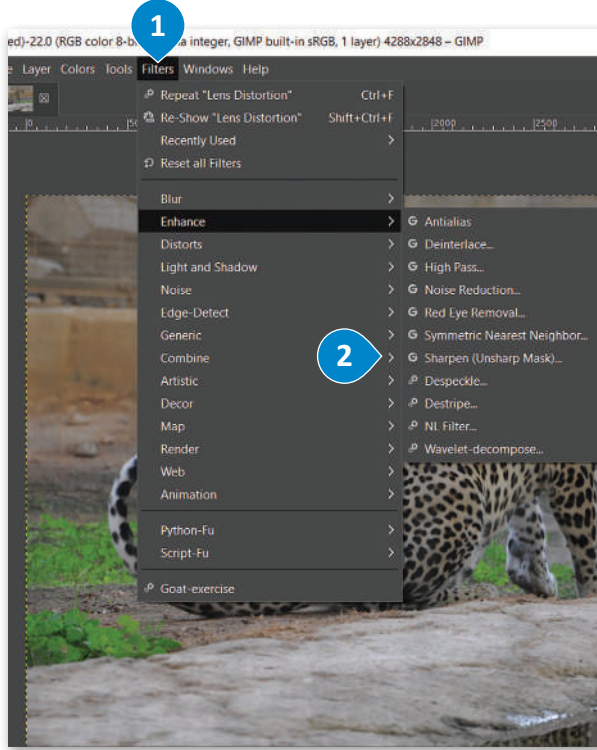 1
ed)-22.0 (RGB color 8-b a integer, GIMP built-in sRGB, 1 layer) 4288x2848 – GIMP
e Layer Colors Tools Filters Windows Help
Repeat "Lens Distortion" Ctrl+F
Re-Show "Lens Distortion" Shift+Ctrl+F
Recently Used
Reset all Filters
0 2000 2500
Blur
Enhance
Distorts
Light and Shadow
Noise
Edge-Detect
Generic
Combine
Artistic
Decor
Map
Render
Web
Animation
Python-Fu
Script-Fu
Goat-exercise
Antialias
Deinterlace...
High Pass...
Noise Reduction...
Red Eye Removal...
Symmetric Nearest Neighbor...
2
Sharpen (Unsharp Mask)...
Despeckle...
Destripe...
NL Filter...
Wavelet-decompose...